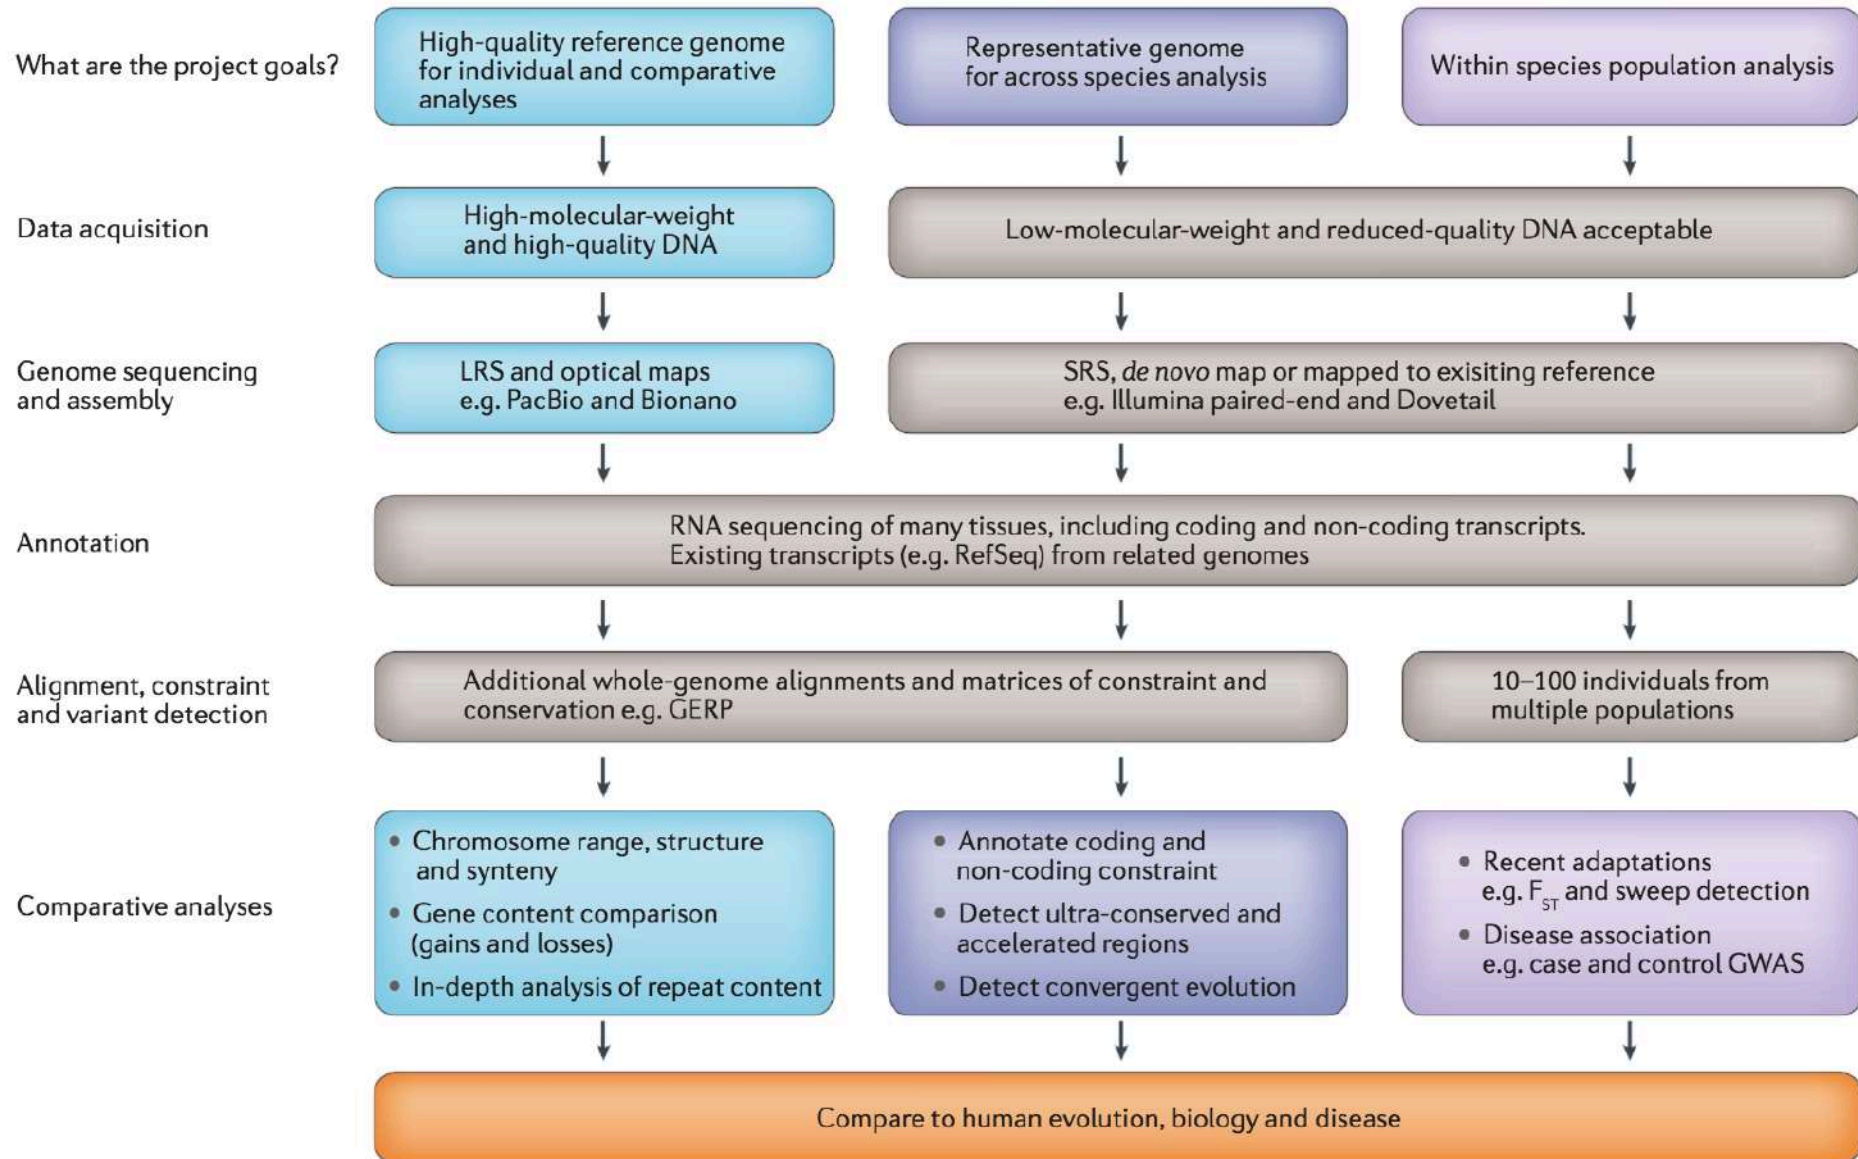 What are the project goals?
High-quality reference genome
for individual and comparative
analyses
Representative genome
for across species analysis
Within species population analysis
Data acquisition
High-molecular-weight
and high-quality DNA
Low-molecular-weight and reduced-quality DNA acceptable
Genome sequencing
and assembly
LRS and optical maps
e.g. PacBio and Bionano
SRS, de novo map or mapped to exisiting reference
e.g. Illumina paired-end and Dovetail
Annotation
RNA sequencing of many tissues, including coding and non-coding transcripts.
Existing transcripts (e.g. RefSeq) from related genomes
Alignment, constraint
and variant detection
Additional whole-genome alignments and matrices of constraint and
conservation e.g. GERP
10–100 individuals from
multiple populations
Comparative analyses
• Chromosome range, structure
and synteny
• Gene content comparison
(gains and losses)
• In-depth analysis of repeat content
• Annotate coding and
non-coding constraint
• Detect ultra-conserved and
accelerated regions
• Detect convergent evolution
• Recent adaptations
e.g. FST and sweep detection
• Disease association
e.g. case and control GWAS
Compare to human evolution, biology and disease